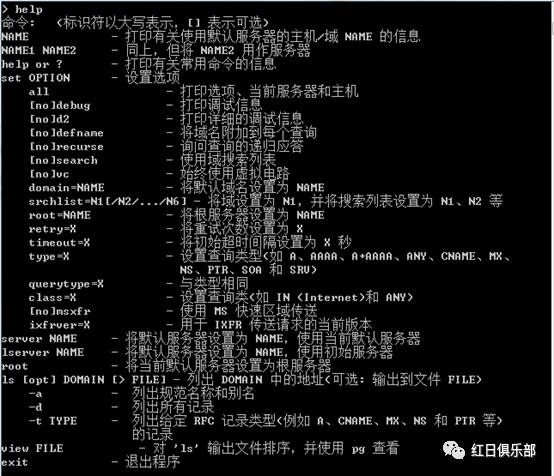 > help
命令:  (标识符以大写表示，[] 表示可选)
NAME - 打印有关使用默认服务器的主机/域 NAME 的信息
NAME1 NAME2 - 同上，但将 NAME2 用作服务器
help or ? - 打印有关常用命令的信息
set OPTION - 设置选项
all - 打印选项、当前服务器和主机
[no]debug - 打印调试信息
[no]d2 - 打印详细的调试信息
[no]defname - 将域名附加到每个查询
[no]recurse - 询问查询的递归应答
[no]search - 使用域搜索列表
[no]vc - 始终使用虚拟电路
domain=NAME - 将默认域名设置为 NAME
srchlist=N1[/N2/.../N6] - 将域设置为 N1，并将搜索列表设置为 N1、N2 等
root=NAME - 将根服务器设置为 NAME
retry=X - 将重试次数设置为 X
timeout=X - 将初始超时间隔设置为 X 秒
type=X - 设置查询类型(如 A、AAAA、A+AAAA、ANY、CNAME、MX、
NS、PTR、SOA 和 SRV)
querytype=X - 与类型相同
class=X - 设置查询类(如 IN (Internet)和 ANY)
[no]msxfr - 使用 MS 快速区域传送
ixfrver=X - 用于 IXFR 传送请求的当前版本
server NAME - 将默认服务器设置为 NAME，使用当前默认服务器
lserver NAME - 将默认服务器设置为 NAME，使用初始服务器
root - 将当前默认服务器设置为根服务器
ls [opt] DOMAIN [> FILE] - 列出 DOMAIN 中的地址(可选: 输出到文件 FILE)
-a - 列出规范名称和别名
-d - 列出所有记录
-t TYPE - 列出给定 RFC 记录类型(例如 A、CNAME、MX、NS 和 PTR 等)
的记录
view FILE - 对 'ls' 输出文件排序，并使用 pg 查看
exit - 退出程序
红日俱乐部